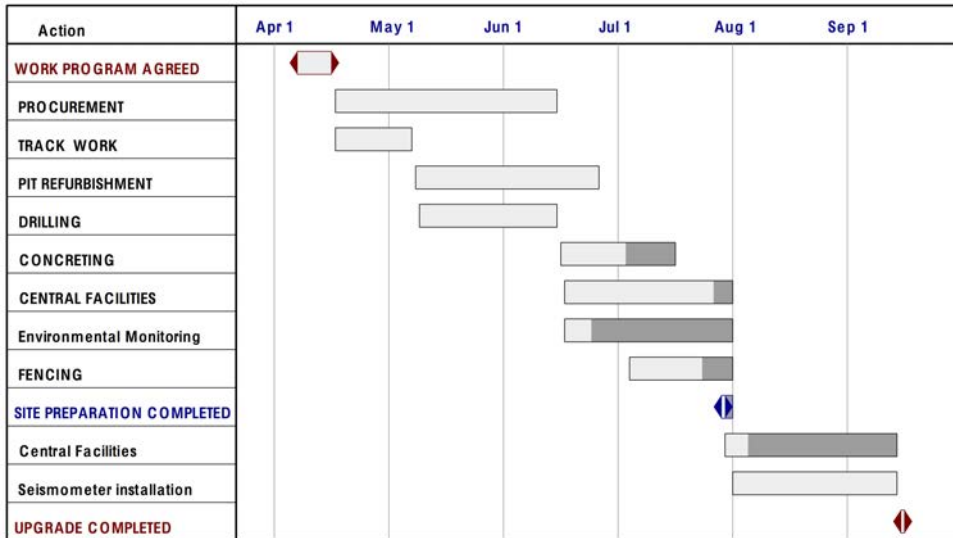 Action Apr 1 May 1 Jun 1 Jul 1 Aug 1 Sep 1
WORK PROGRAM AGREED
PROCUREMENT
TRACK WORK
PIT REFURBISHMENT
DRILLING
CONCRETING
CENTRAL FACILITIES
Environmental Monitoring
FENCING
SITE PREPARATION COMPLETED
Central Facilities
Seismometer installation
UPGRADE COMPLETED